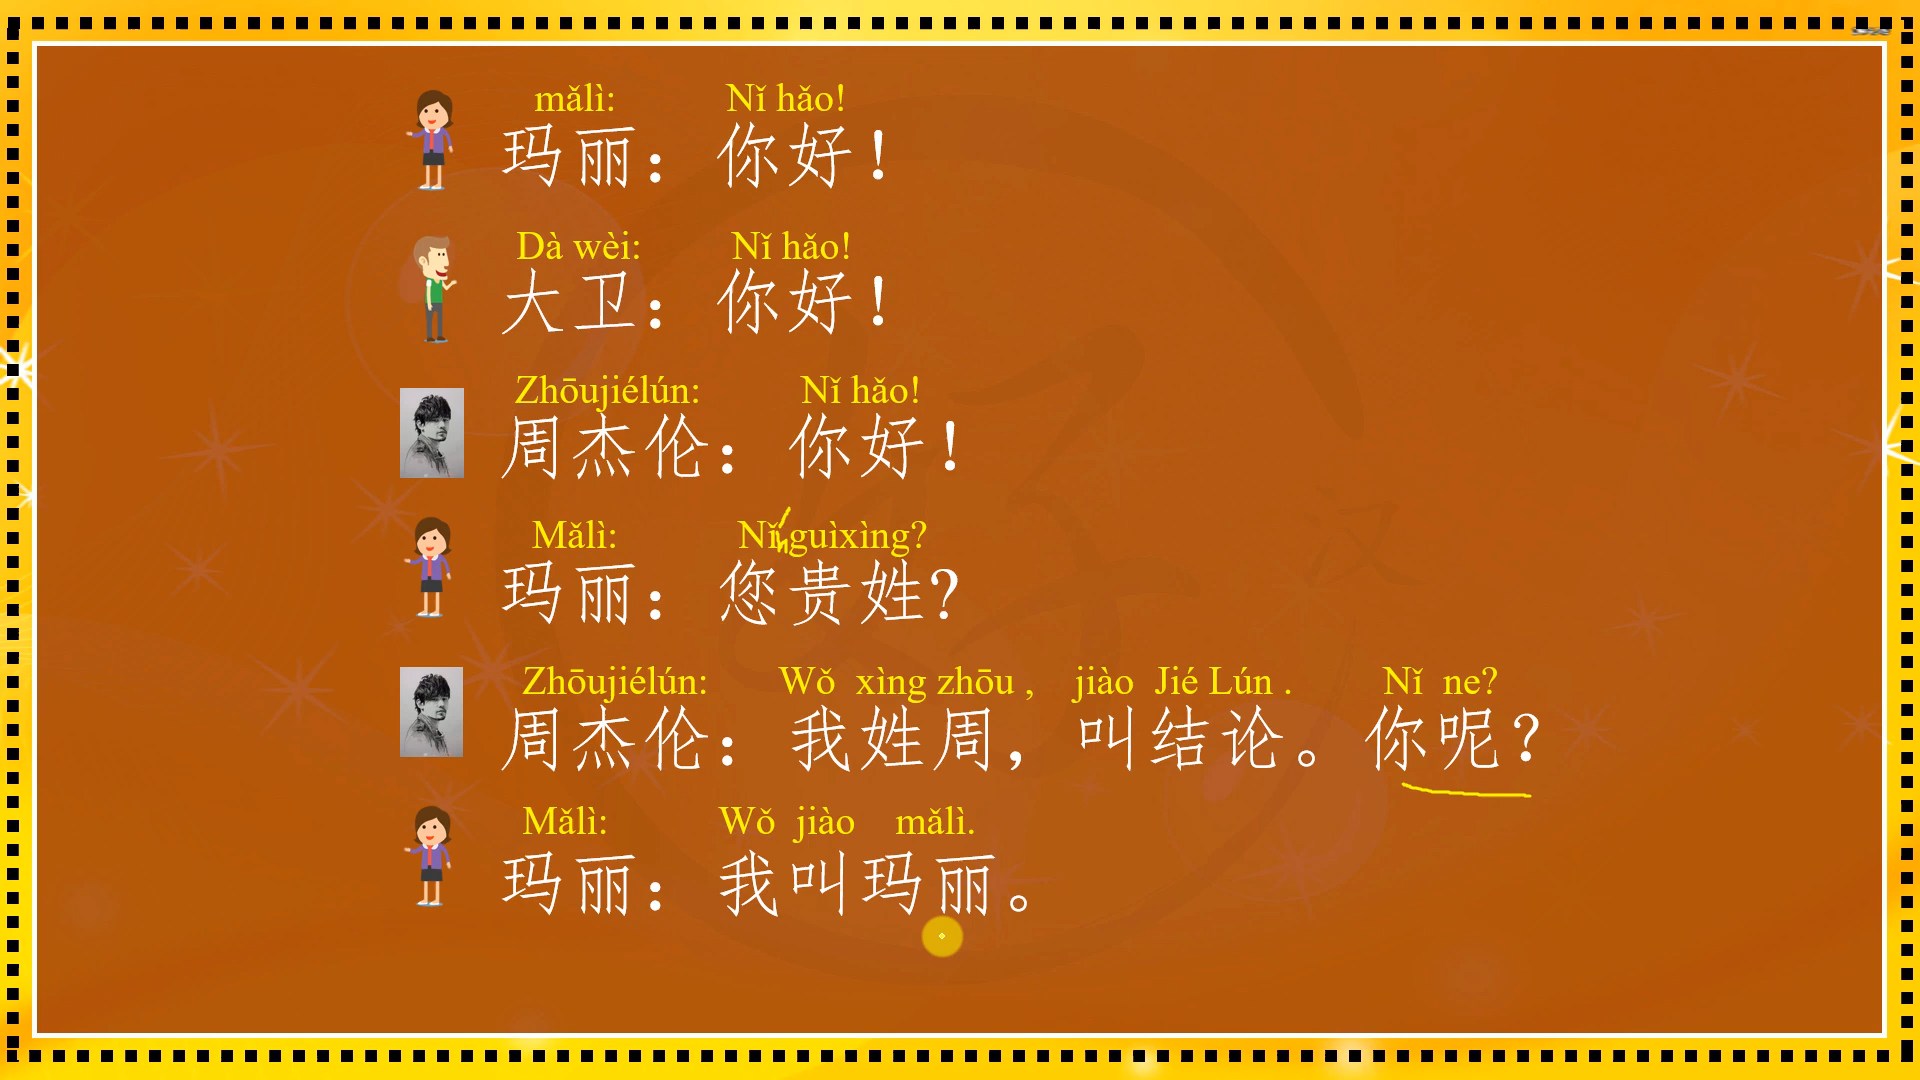 mǎlì: Nǐ hǎo!
玛丽：你好！
Dà wèi: Nǐ hǎo!
大卫：你好！
Zhōujiélún: Nǐ hǎo!
周杰伦：你好！
Mǎlì: Nǐn guìxìng?
玛丽：您贵姓？
Zhōujiélún: Wǒ xìng zhōu , jiào Jié Lún . Nǐ ne?
周杰伦：我姓周，叫结论。你呢？
Mǎlì: Wǒ jiào mǎlì.
玛丽：我叫玛丽。
汉